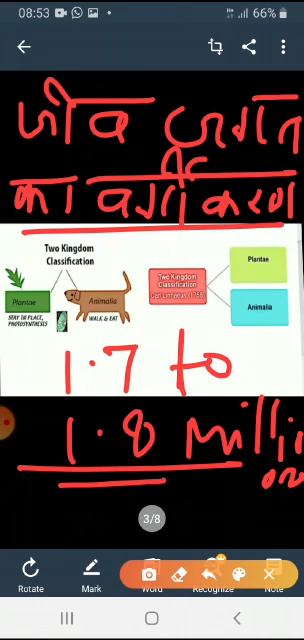 08:53
66%
जीव जगत
का वर्गीकरण
Two Kingdom
Classification
Plantae
STAY IN PLACE,
PHOTOSYNTHESIS
Animalia
WALK & EAT
Two Kingdom
Classification
Plantae
Animalia
1.7 to
1.8 Million
3/8
Rotate
Mark
Word
Recognize
Note